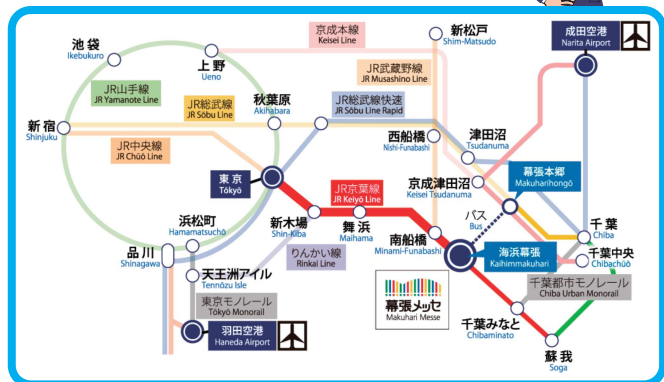 京成本線
Keisei Line
新松戸
Shim-Matsudo
成田空港
Narita Airport
池袋
Ikebukuro
上野
Ueno
JR武蔵野線
JR Musashino Line
JR山手線
JR Yamanote Line
JR総武線
JR Sōbu Line
秋葉原
Akihabara
JR総武線快速
JR Sōbu Line Rapid
新宿
Shinjuku
JR中央線
JR Chūō Line
西船橋
Nishi-Funabashi
津田沼
Tsudanuma
東京
Tōkyō
JR京葉線
JR Keiyō Line
京成津田沼
Keisei Tsudanuma
幕張本郷
Makuharihongō
バス
Bus
浜松町
Hamamatsuchō
新木場
Shin-Kiba
舞浜
Maihama
南船橋
Minami-Funabashi
千葉
Chiba
品川
Shinagawa
りんかい線
Rinkai Line
海浜幕張
Kaihimmakuhari
千葉中央
Chibachūō
天王洲アイル
Tennōzu Isle
千葉都市モノレール
Chiba Urban Monorail
東京モノレール
Tōkyō Monorail
幕張メッセ
Makuhari Messe
羽田空港
Haneda Airport
千葉みなと
Chibaminato
蘇我
Soga